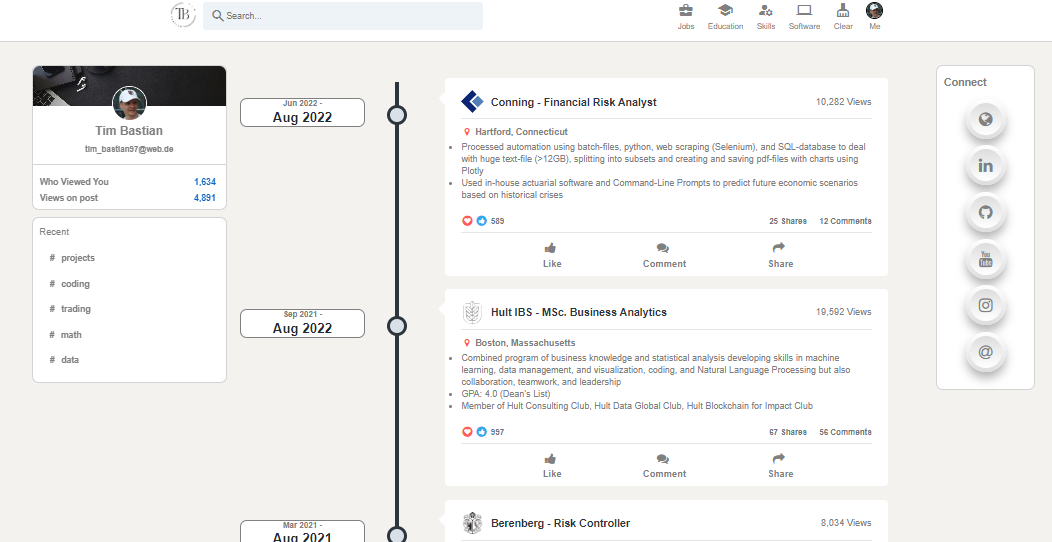 TB
Search...
Jobs
Education
Skills
Software
Clear
Me
Tim Bastian
tim_bastian97@web.de
Who Viewed You 1,634
Views on post 4,891
Recent
# projects
# coding
# trading
# math
# data
Jun 2022 -
Aug 2022
Conning - Financial Risk Analyst 10,282 Views
Hartford, Connecticut
Processed automation using batch-files, python, web scraping (Selenium), and SQL-database to deal
with huge text-file (>12GB), splitting into subsets and creating and saving pdf-files with charts using
Plotly
Used in-house actuarial software and Command-Line Prompts to predict future economic scenarios
based on historical crises
589 25 Shares 12 Comments
Like Comment Share
Sep 2021 -
Aug 2022
Hult IBS - MSc. Business Analytics 19,592 Views
Boston, Massachusetts
Combined program of business knowledge and statistical analysis developing skills in machine
learning, data management, and visualization, coding, and Natural Language Processing but also
collaboration, teamwork, and leadership
GPA: 4.0 (Dean's List)
Member of Hult Consulting Club, Hult Data Global Club, Hult Blockchain for Impact Club
997 67 Shares 56 Comments
Like Comment Share
Mar 2021 -
Aug 2021
Berenberg - Risk Controller 8,034 Views
Connect
in
You
Tube
@